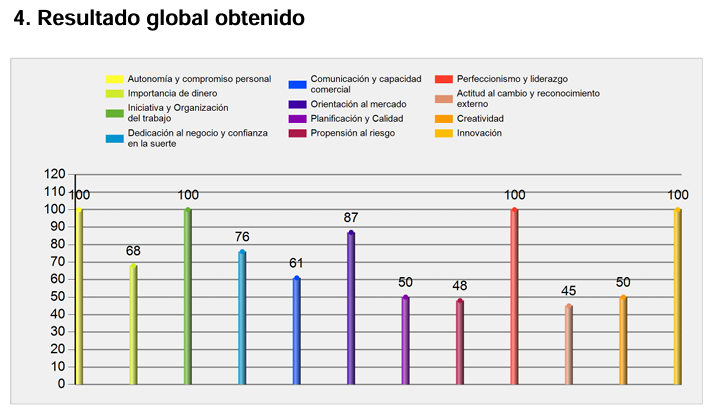 4. Resultado global obtenido
Autonomía y compromiso personal
Importancia de dinero
Iniciativa y Organización
del trabajo
Dedicación al negocio y confianza
en la suerte
Comunicación y capacidad
comercial
Orientación al mercado
Planificación y Calidad
Propensión al riesgo
Perfeccionismo y liderazgo
Actitud al cambio y reconocimiento
externo
Creatividad
Innovación
120
110
100
90
80
70
60
50
40
30
20
10
0
100
68
100
76
61
87
50
48
100
45
50
100